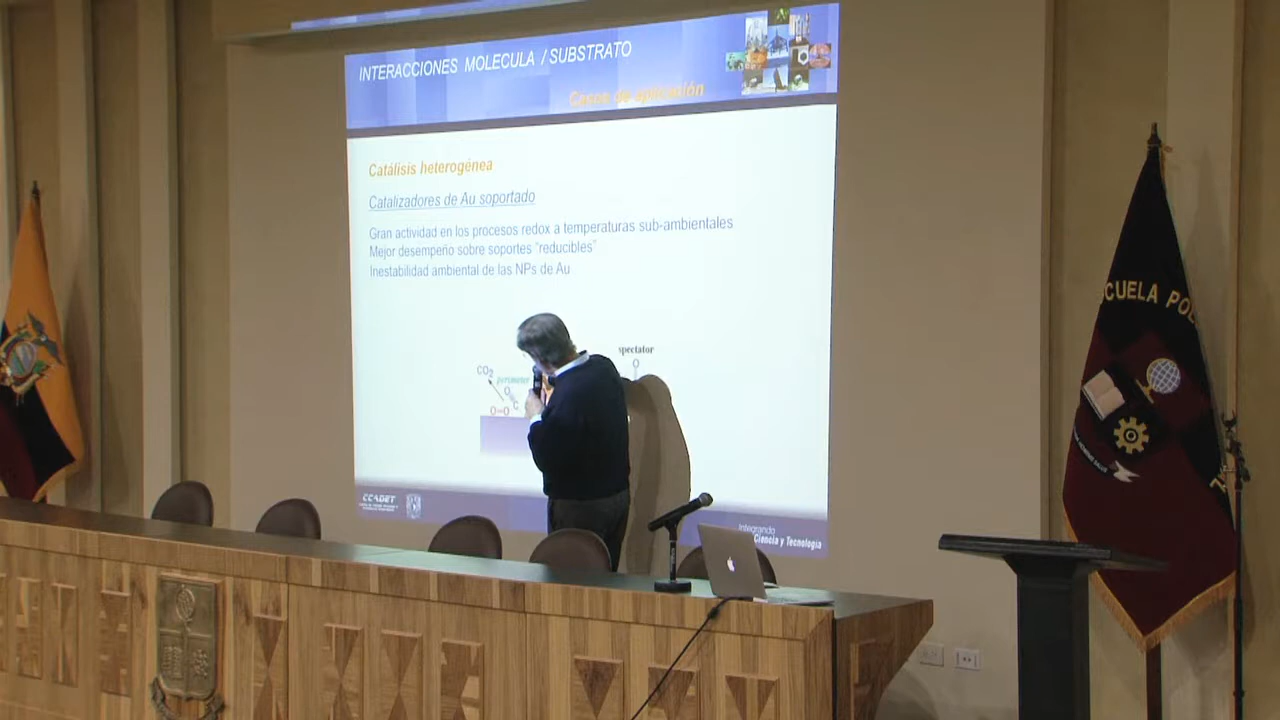 INTERACCIONES MOLECULA / SUBSTRATO
Casos de aplicación
Catálisis heterogénea
Catalizadores de Au soportado
Gran actividad en los procesos redox a temperaturas sub-ambientales
Mejor desempeño sobre soportes "reducibles"
Inestabilidad ambiental de las NPs de Au
spectator
O
CO2
perimeter
O
C
O
O
CCADET
Integrando
Ciencia y Tecnología
CUELA POL